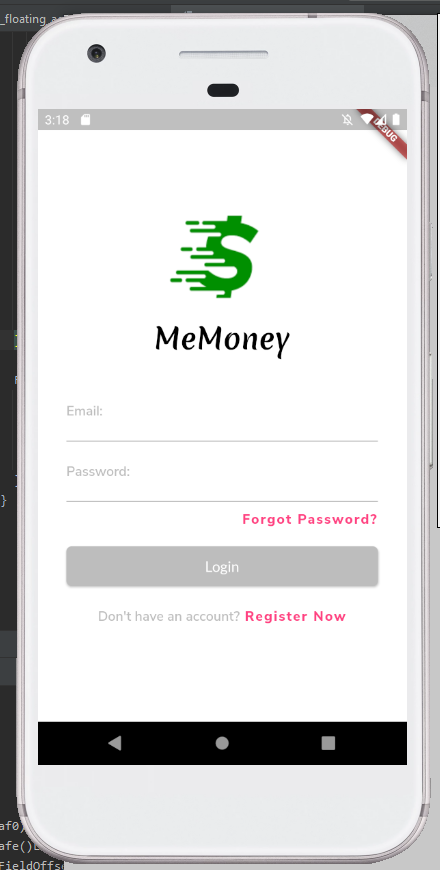 _floating_a
3:18
DEBUG
$
MeMoney
Email:
Password:
}
Forgot Password?
Login
Don't have an account? Register Now
af0)
afe()
FieldOffs